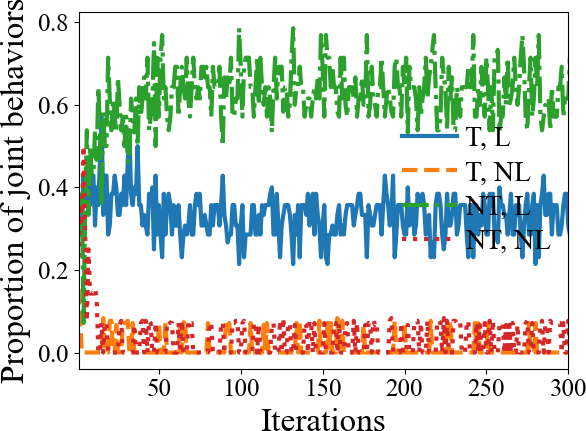 Proportion of joint behaviors
0.8
0.6
0.4
0.2
0.0
T, L
T, NL
NT, L
NT, NL
50 100 150 200 250 300
Iterations